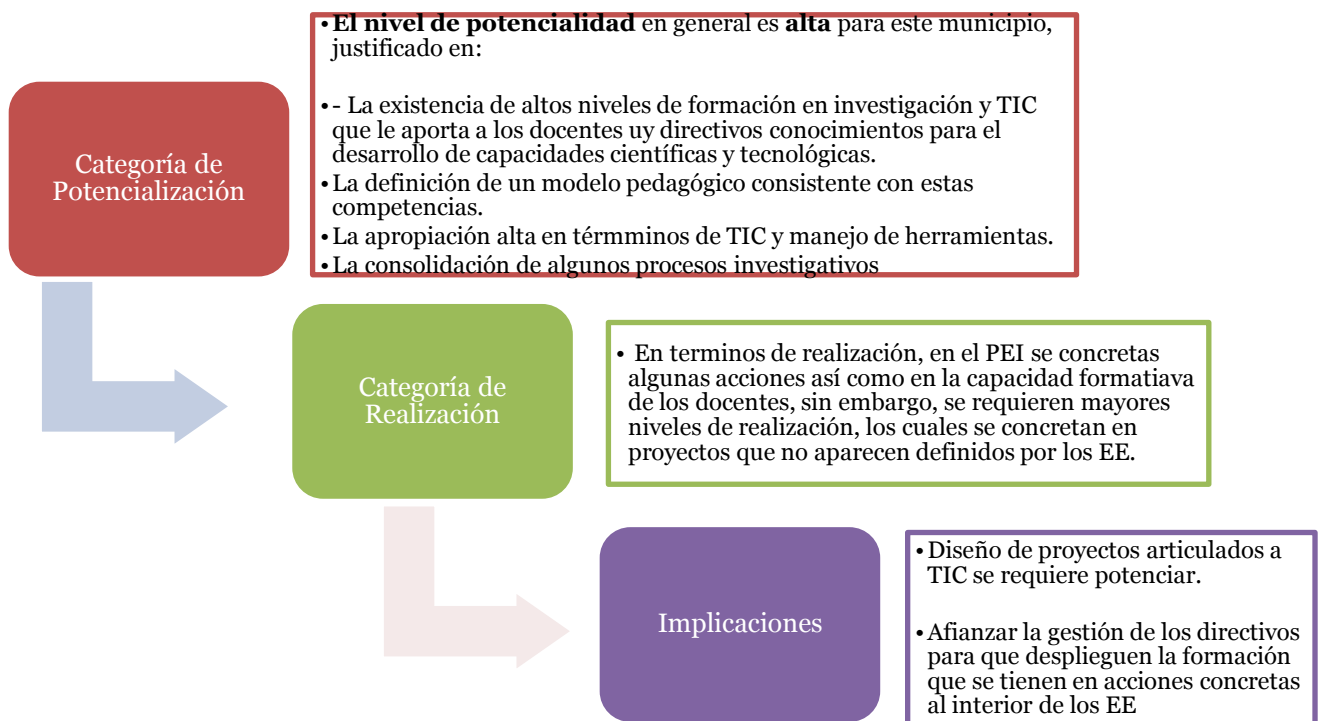 • El nivel de potencialidad en general es alta para este municipio,
justificado en:
• - La existencia de altos niveles de formación en investigación y TIC
que le aporta a los docentes uy directivos conocimientos para el
desarrollo de capacidades científicas y tecnológicas.
• La definición de un modelo pedagógico consistente con estas
competencias.
• La apropiación alta en térmminos de TIC y manejo de herramientas.
• La consolidación de algunos procesos investigativos
Categoría de
Potencialización
Categoría de
Realización
• En terminos de realización, en el PEI se concretas
algunas acciones así como en la capacidad formatiava
de los docentes, sin embargo, se requieren mayores
niveles de realización, los cuales se concretan en
proyectos que no aparecen definidos por los EE.
Implicaciones
• Diseño de proyectos articulados a
TIC se requiere potenciar.
• Afianzar la gestión de los directivos
para que desplieguen la formación
que se tienen en acciones concretas
al interior de los EE